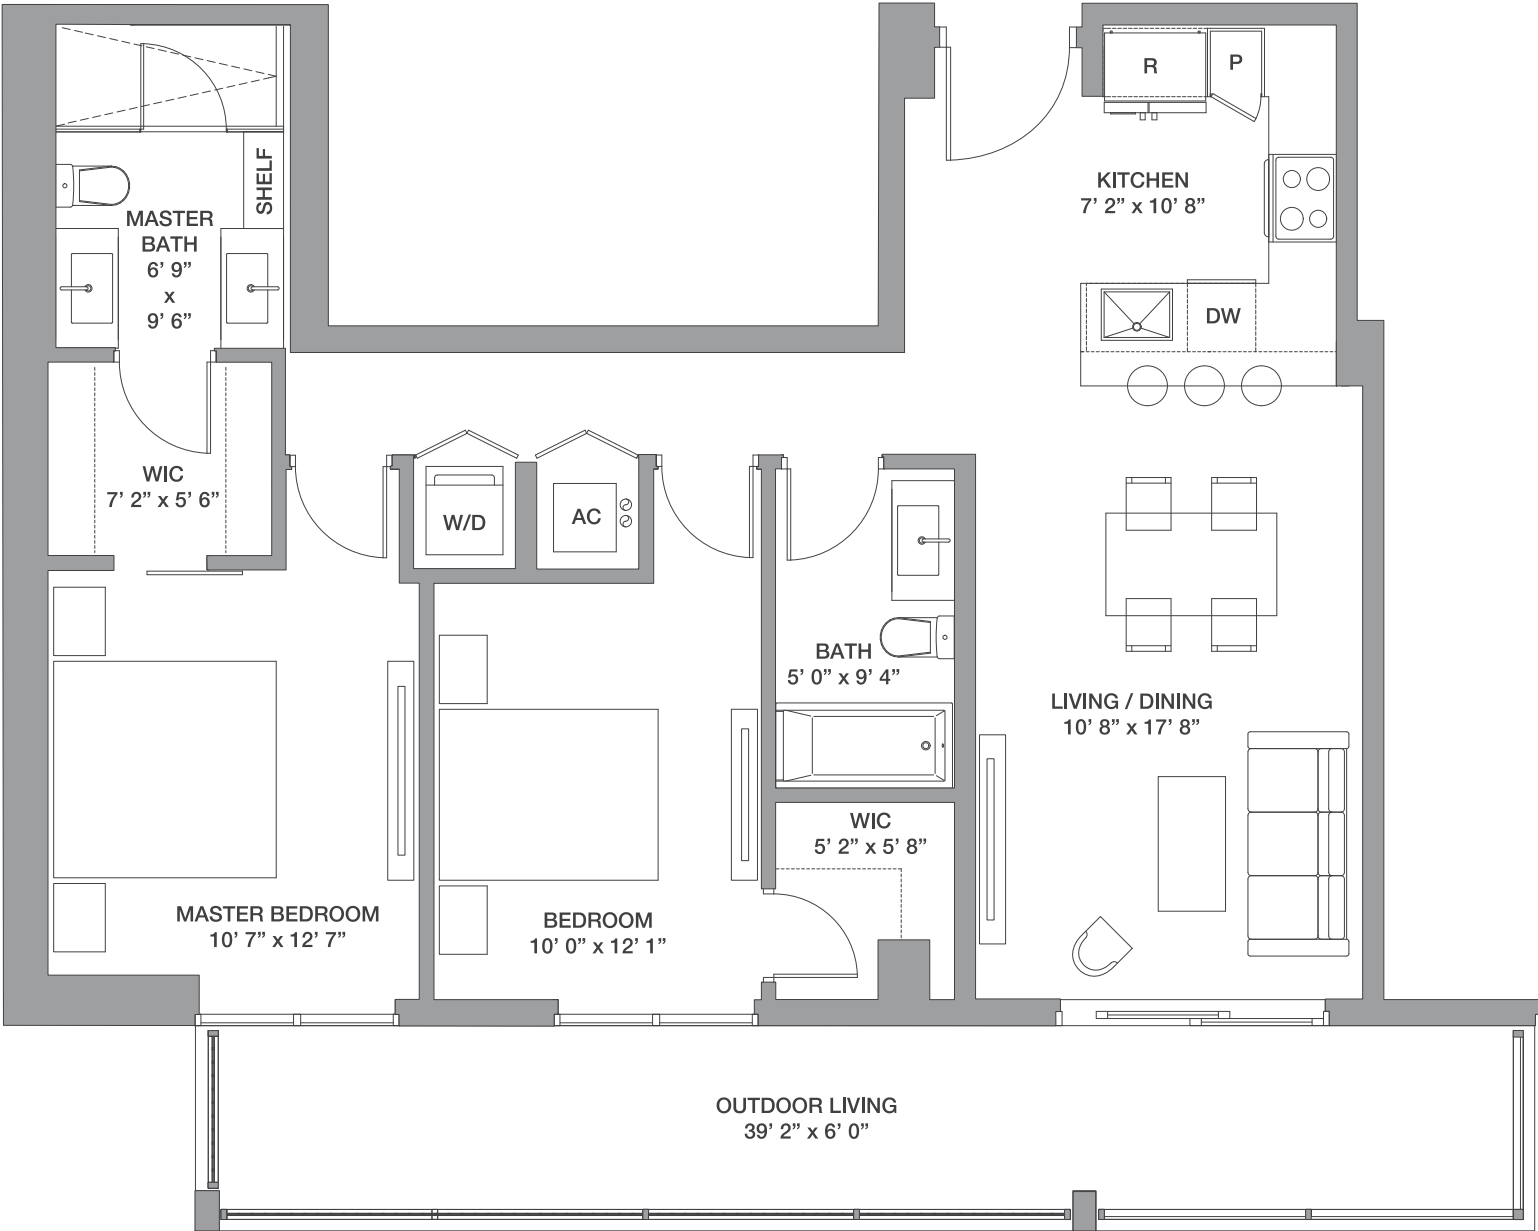 R
P
KITCHEN
7’ 2” x 10’ 8”
SHELF
MASTER
BATH
6’ 9”
x
9’ 6”
DW
WIC
7’ 2” x 5’ 6”
W/D
AC
BATH
5’ 0” x 9’ 4”
LIVING / DINING
10’ 8” x 17’ 8”
WIC
5’ 2” x 5’ 8”
MASTER BEDROOM
10’ 7” x 12’ 7”
BEDROOM
10’ 0” x 12’ 1”
OUTDOOR LIVING
39’ 2” x 6’ 0”